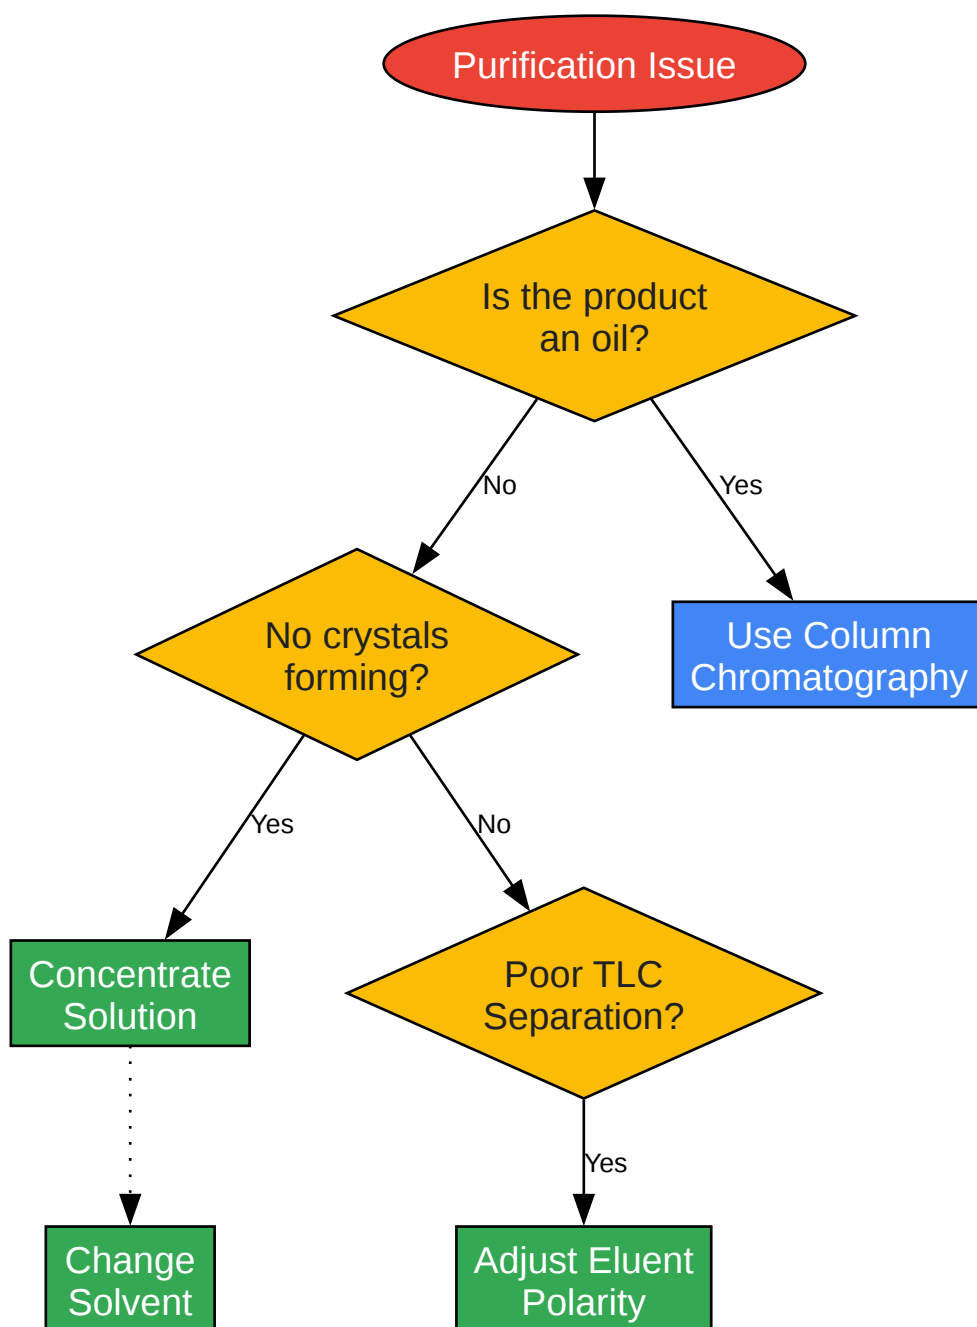 Purification Issue
Is the product
an oil?
No
Yes
No crystals
forming?
Use Column
Chromatography
Yes
No
Concentrate
Solution
Poor TLC
Separation?
Yes
Change
Solvent
Adjust Eluent
Polarity